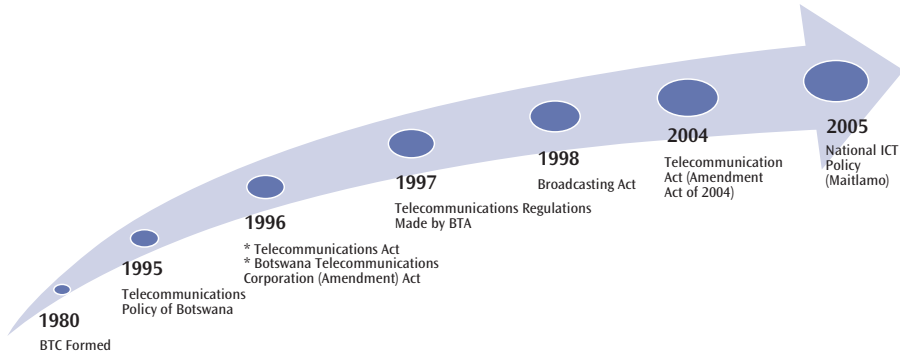 1980
BTC Formed
1995
Telecommunications
Policy of Botswana
1996
* Telecommunications Act
* Botswana Telecommunications
Corporation (Amendment) Act
1997
Telecommunications Regulations
Made by BTA
1998
Broadcasting Act
2004
Telecommunication
Act (Amendment
Act of 2004)
2005
National ICT
Policy
(Maitlamo)